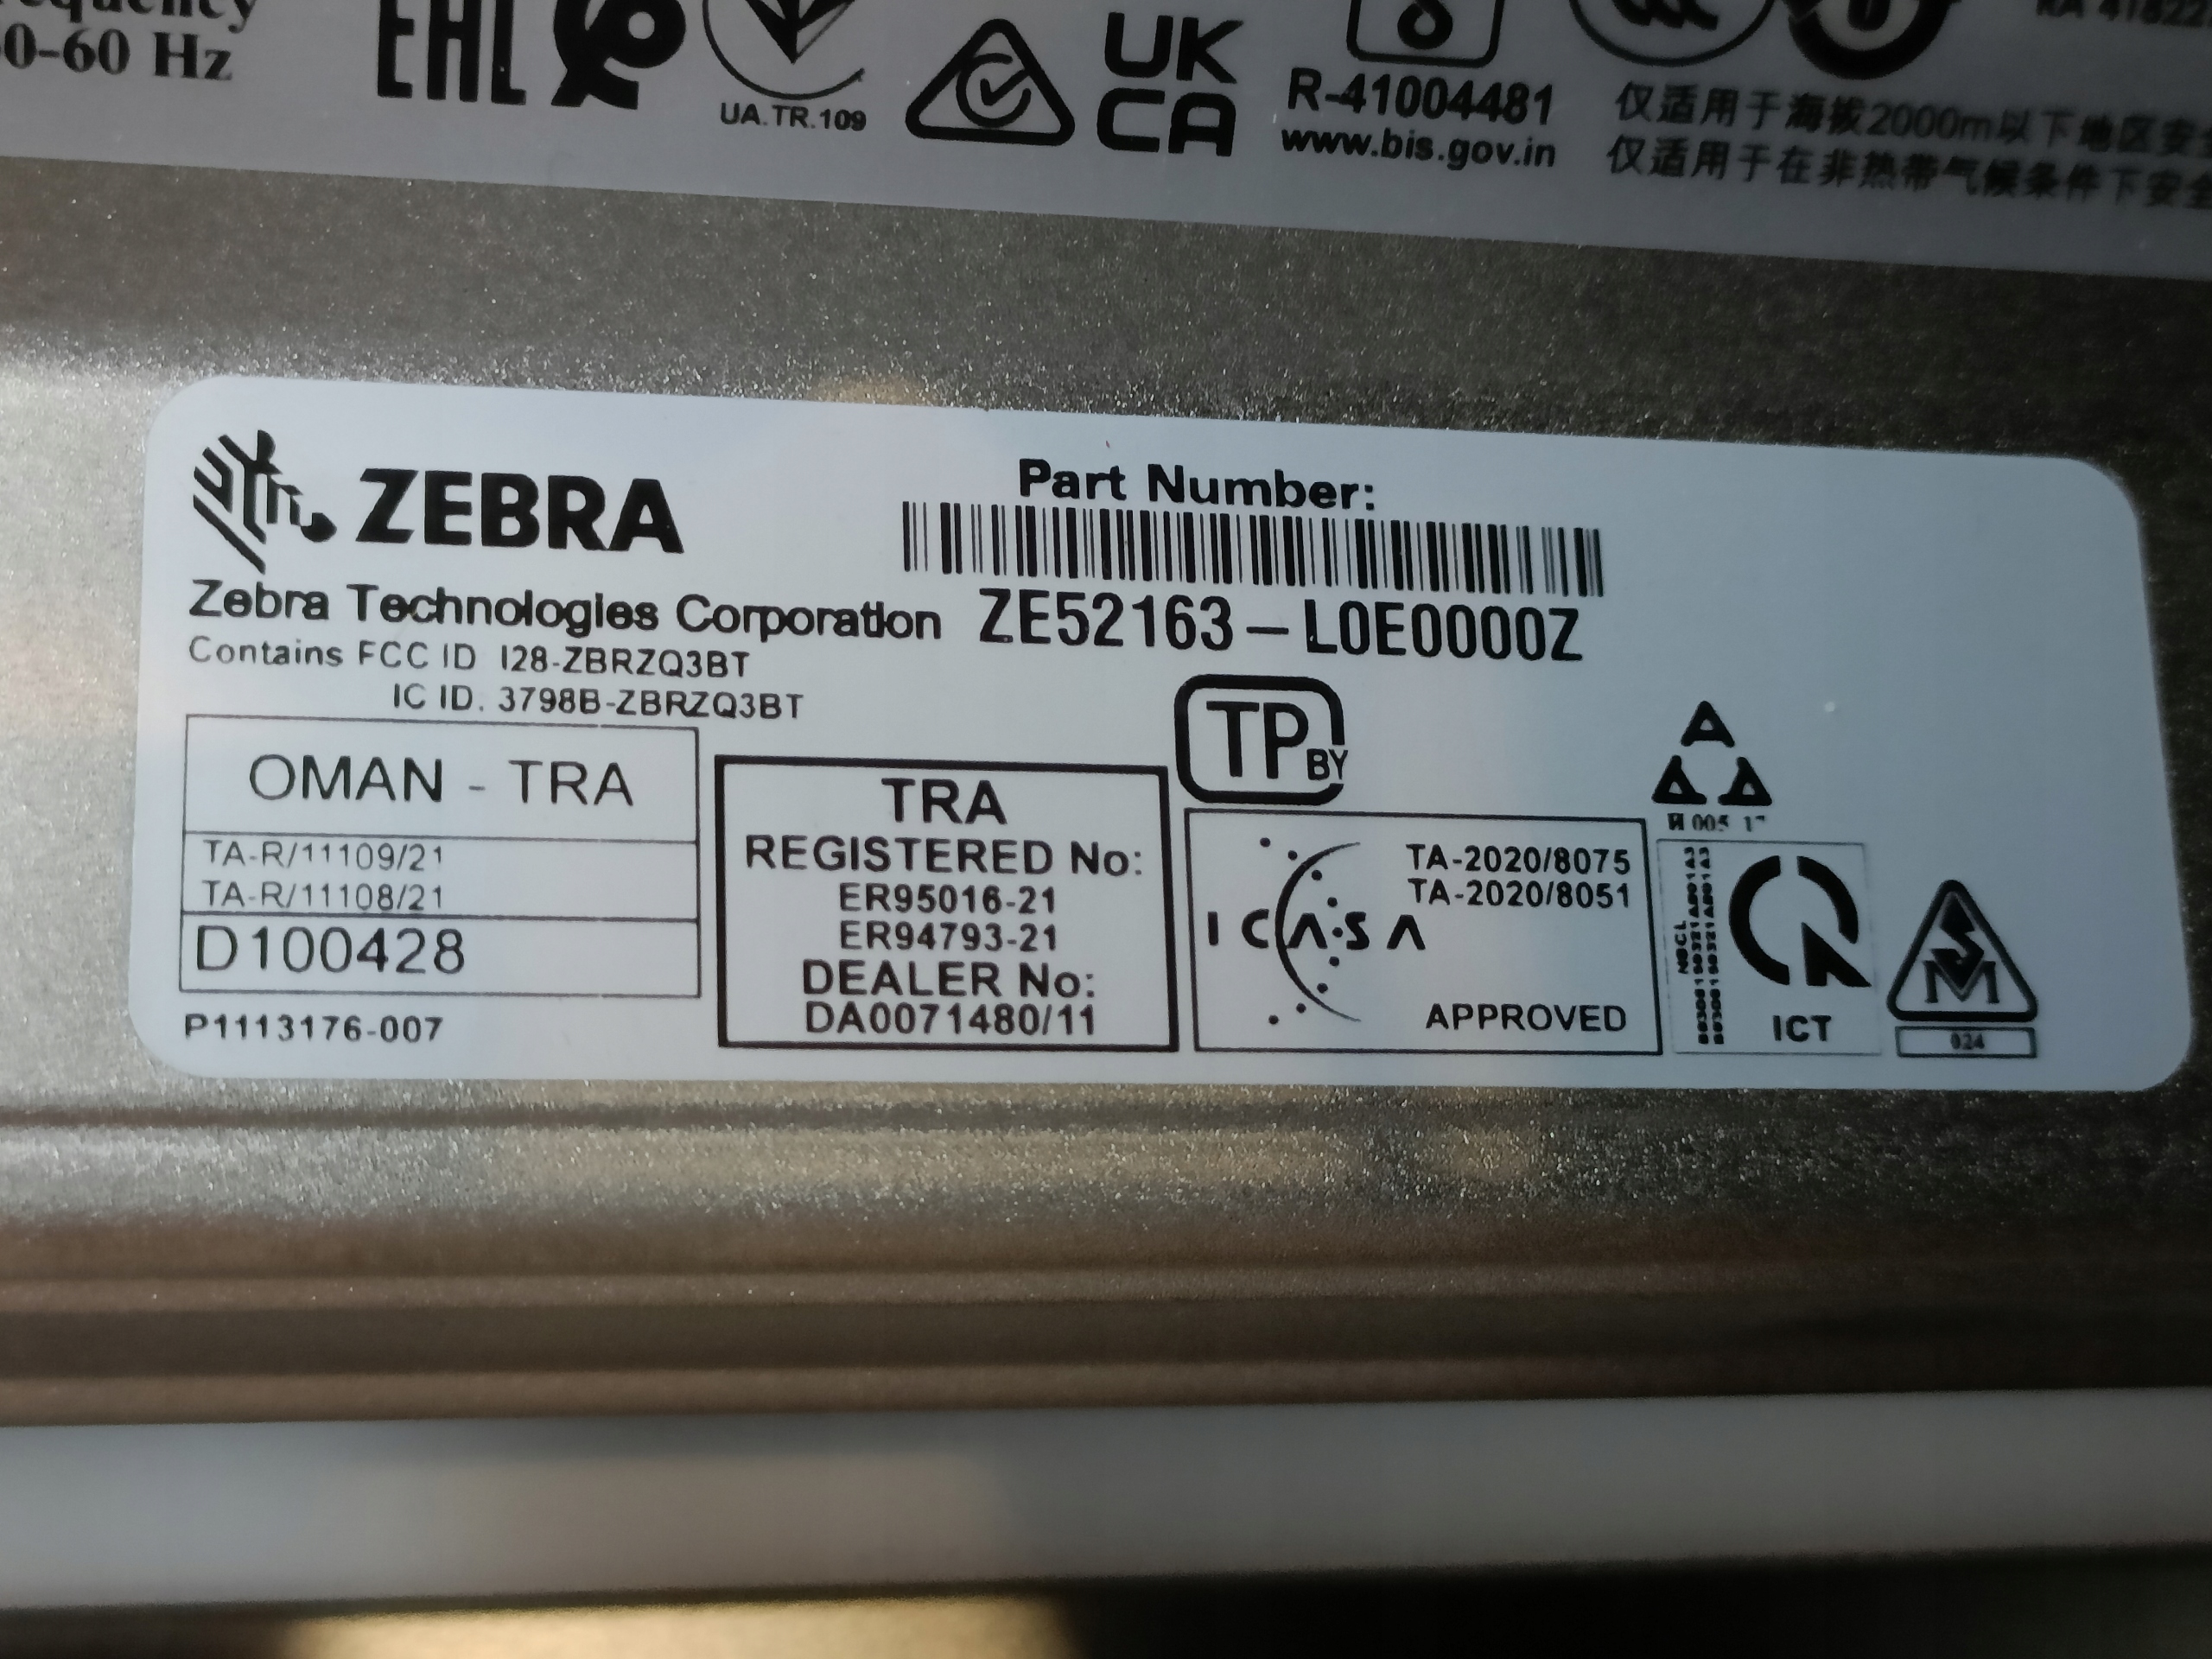 0-60 Hz
EAC
UA.TR.109
UK
CA
R-41004481
www.bis.gov.in
仅适用于海拔2000m以下地区安全
仅适用于在非热带气候条件下安全
ZEBRA
Part Number:
Zebra Technologies Corporation
ZE52163-L0E0000Z
Contains FCC ID I28-ZBRZQ3BT
IC ID. 3798B-ZBRZQ3BT
OMAN - TRA
TA-R/11109/21
TA-R/11108/21
D100428
P1113176-007
TRA
REGISTERED No:
ER95016-21
ER94793-21
DEALER No:
DA0071480/11
TP BY
ICASA
TA-2020/8075
TA-2020/8051
APPROVED
ICT
SM
024